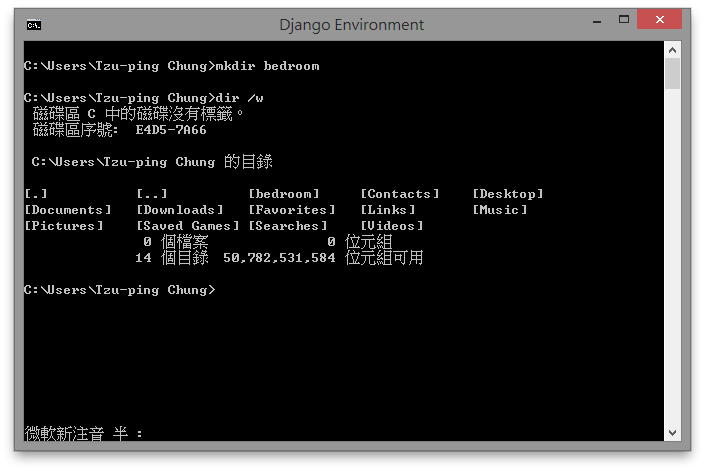 Django Environment
C:\Users\Tzu-ping Chung>mkdir bedroom
C:\Users\Tzu-ping Chung>dir /w
磁碟區 C 中的磁碟沒有標籤。
磁碟區序號:  E4D5-7A66
C:\Users\Tzu-ping Chung 的目錄
[.]           [..]          [bedroom]     [Contacts]    [Desktop]
[Documents]   [Downloads]   [Favorites]   [Links]       [Music]
[Pictures]    [Saved Games] [Searches]    [Videos]
0 個檔案               0 位元組
14 個目錄  50,782,531,584 位元組可用
C:\Users\Tzu-ping Chung>
微軟新注音 半 :